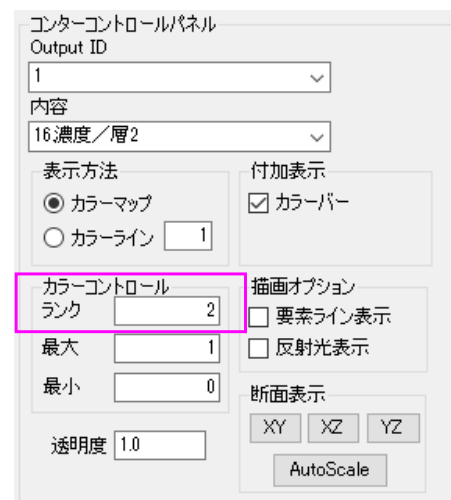 コンターコントロールパネル
Output ID
1
内容
16,濃度／層2
表示方法
カラーマップ
カラーライン 1
付加表示
カラーバー
カラーコントロール
ランク 2
最大 1
最小 0
透明度 1.0
描画オプション
要素ライン表示
反射光表示
断面表示
XY XZ YZ
AutoScale